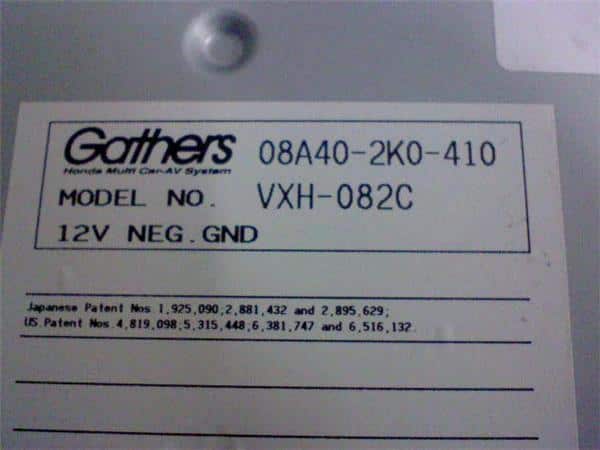 Gathers 08A40-2K0-410
Honda Multi Car-AV System
MODEL NO. VXH-082C
12V NEG.GND
Japanese Patent Nos 1,925,090;2,881,432 and 2,895,629;
US.Patent Nos.4,819,098;5,315,448;6,381,747 and 6,516,132.